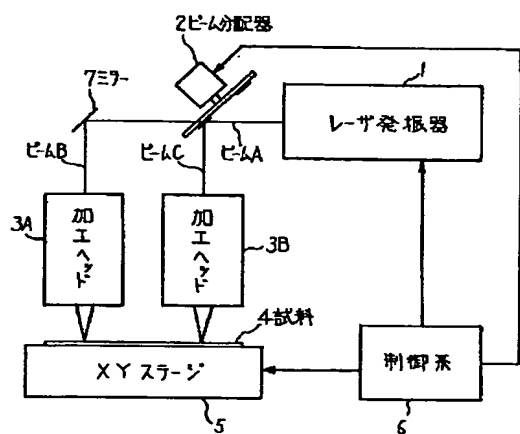 2ビーム分配器
7ミラー
1
レーザ発振器
ビームB
ビームC
ビームA
3A
加工ヘッド
加工ヘッド
3B
4試料
XYステージ
制御系
5
6